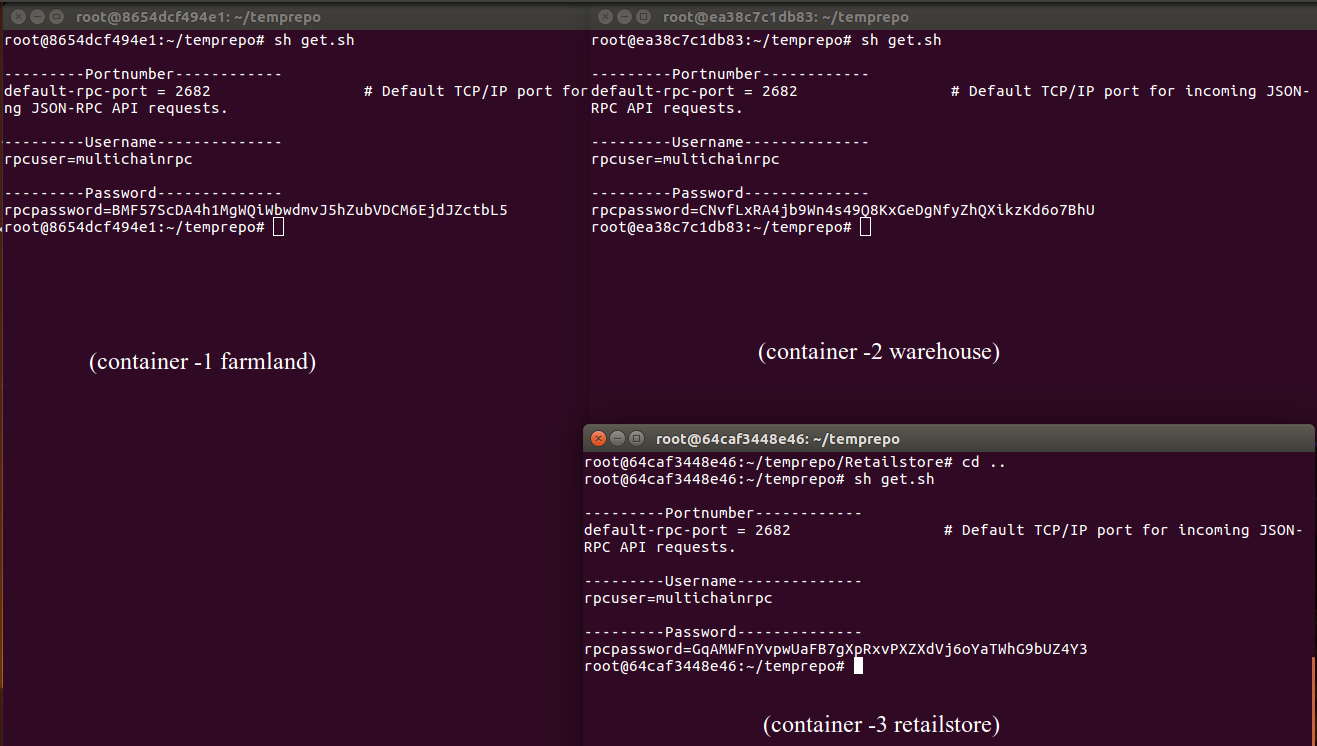 root@8654dcf494e1: ~/temprepo
root@8654dcf494e1:~/temprepo# sh get.sh
---------Portnumber------------
default-rpc-port = 2682                 # Default TCP/IP port for
ng JSON-RPC API requests.
---------Username--------------
rpcuser=multichainrpc
---------Password--------------
rpcpassword=BMF57ScDA4h1MgWQiWbwdmvJ5hZubVDCM6EjdJZctbL5
root@8654dcf494e1:~/temprepo#
(container -1 farmland)
root@ea38c7c1db83: ~/temprepo
root@ea38c7c1db83:~/temprepo# sh get.sh
---------Portnumber------------
default-rpc-port = 2682                 # Default TCP/IP port for incoming JSON-
RPC API requests.
---------Username--------------
rpcuser=multichainrpc
---------Password--------------
rpcpassword=CNvfLxRA4jb9Wn4s49Q8KxGeDgNfyZhQXikzKd6o7BhU
root@ea38c7c1db83:~/temprepo#
(container -2 warehouse)
root@64caf3448e46: ~/temprepo
root@64caf3448e46:~/temprepo/Retailstore# cd ..
root@64caf3448e46:~/temprepo# sh get.sh
---------Portnumber------------
default-rpc-port = 2682                 # Default TCP/IP port for incoming JSON-
RPC API requests.
---------Username--------------
rpcuser=multichainrpc
---------Password--------------
rpcpassword=GqAMWFnYvpwUaFB7gXpRxvPXZXdVj6oYaTWhG9bUZ4Y3
root@64caf3448e46:~/temprepo#
(container -3 retailstore)